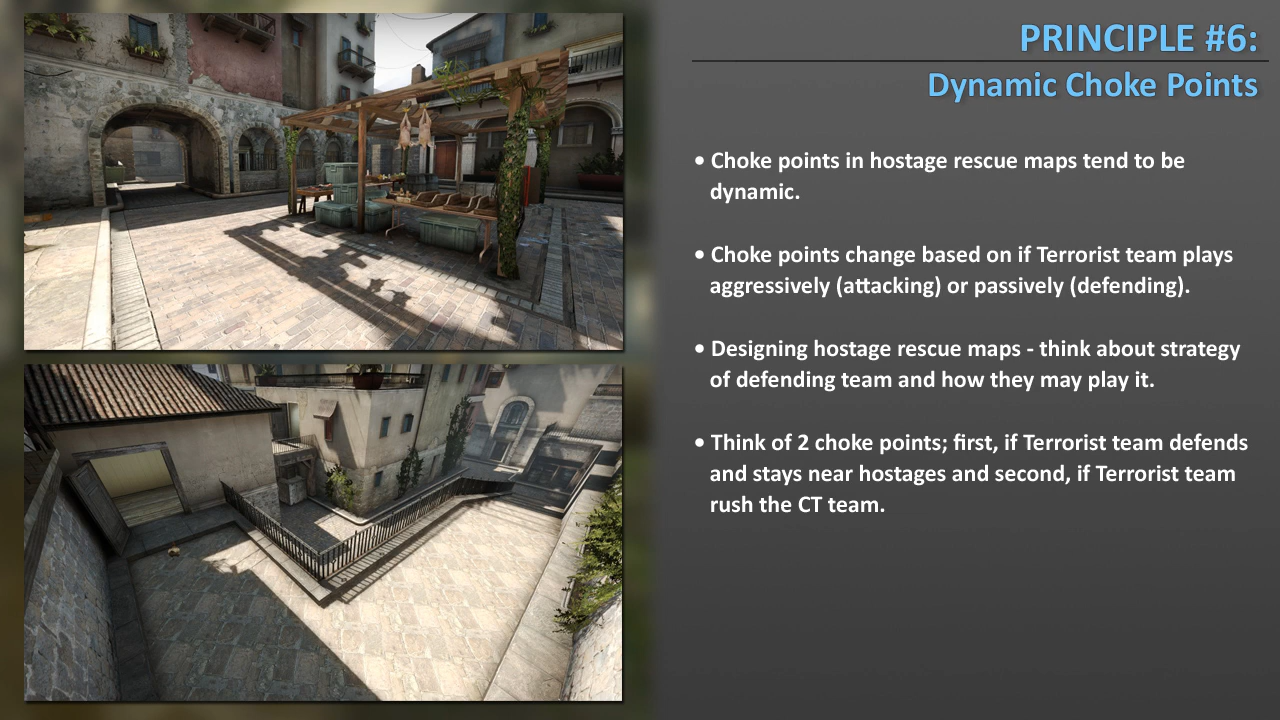 PRINCIPLE #6:
Dynamic Choke Points
• Choke points in hostage rescue maps tend to be
dynamic.
• Choke points change based on if Terrorist team plays
aggressively (attacking) or passively (defending).
• Designing hostage rescue maps - think about strategy
of defending team and how they may play it.
• Think of 2 choke points; first, if Terrorist team defends
and stays near hostages and second, if Terrorist team
rush the CT team.